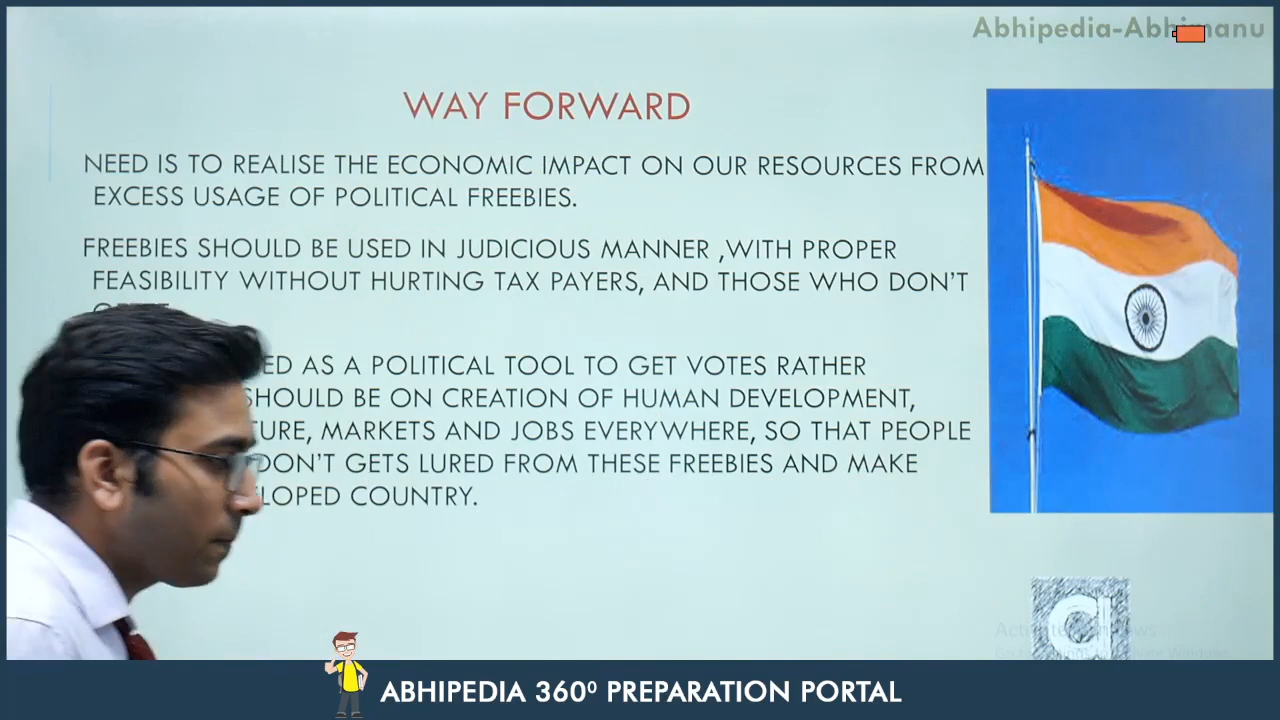 Abhipedia-Abhimanu
WAY FORWARD
NEED IS TO REALISE THE ECONOMIC IMPACT ON OUR RESOURCES FROM
EXCESS USAGE OF POLITICAL FREEBIES.
FREEBIES SHOULD BE USED IN JUDICIOUS MANNER ,WITH PROPER
FEASIBILITY WITHOUT HURTING TAX PAYERS, AND THOSE WHO DON'T
ED AS A POLITICAL TOOL TO GET VOTES RATHER
SHOULD BE ON CREATION OF HUMAN DEVELOPMENT,
TURE, MARKETS AND JOBS EVERYWHERE, SO THAT PEOPLE
DON'T GETS LURED FROM THESE FREEBIES AND MAKE
LOPED COUNTRY.
ABHIPEDIA 360⁰ PREPARATION PORTAL